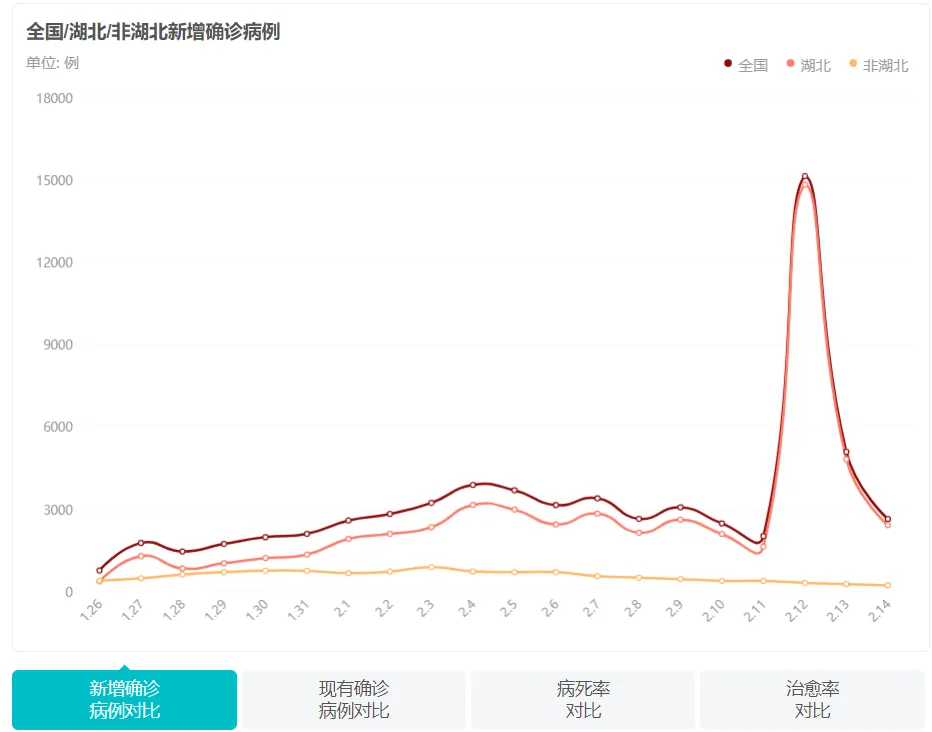 全国/湖北/非湖北新增确诊病例
单位: 例
全国 湖北 非湖北
18000
15000
12000
9000
6000
3000
0
1.26 1.27 1.28 1.29 1.30 1.31 2.1 2.2 2.3 2.4 2.5 2.6 2.7 2.8 2.9 2.10 2.11 2.12 2.13 2.14
新增确诊
病例对比
现有确诊
病例对比
病死率
对比
治愈率
对比